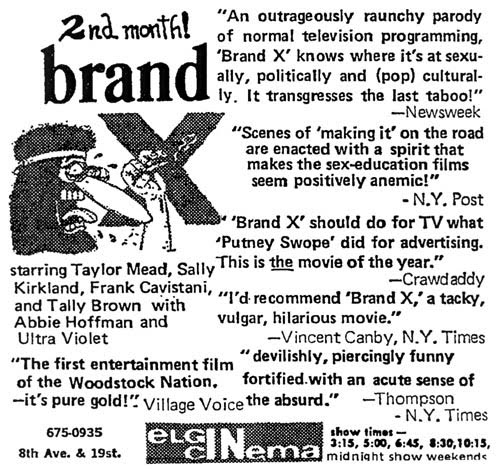 2nd month!
brand
X
"An outrageously raunchy parody
of normal television programming,
'Brand X' knows where it's at sexu-
ally, politically and (pop) cultural-
ly. It transgresses the last taboo!"
—Newsweek
"Scenes of 'making it' on the road
are enacted with a spirit that
makes the sex-education films
seem positively anemic!"
- N.Y. Post
"'Brand X' should do for TV what
'Putney Swope' did for advertising.
This is the movie of the year."
—Crawdaddy
starring Taylor Mead, Sally
Kirkland, Frank Cavistani,
and Tally Brown with
Abbie Hoffman and
Ultra Violet
"I'd recommend 'Brand X,' a tacky,
vulgar, hilarious movie."
—Vincent Canby, N.Y. Times
"The first entertainment film
of the Woodstock Nation.
—it's pure gold!" Village Voice
"devilishly, piercingly funny
fortified with an acute sense of
the absurd." —Thompson
- N.Y. Times
675-0935
8th Ave. & 19st.
ELGIN
CINema
show times —
3:15, 5:00, 6:45, 8:30, 10:15,
midnight show weekends